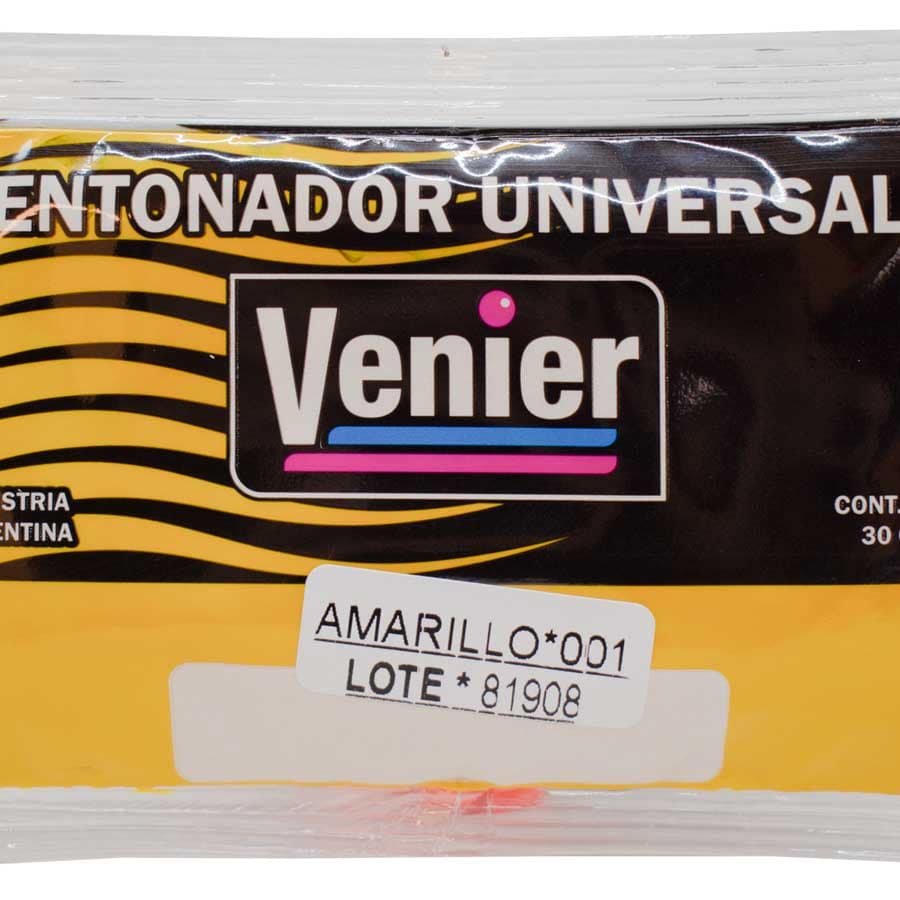 ENTONADOR UNIVERSAL
Venier
STRIA
ENTINA
CONT.
30
AMARILLO*001
LOTE * 81908